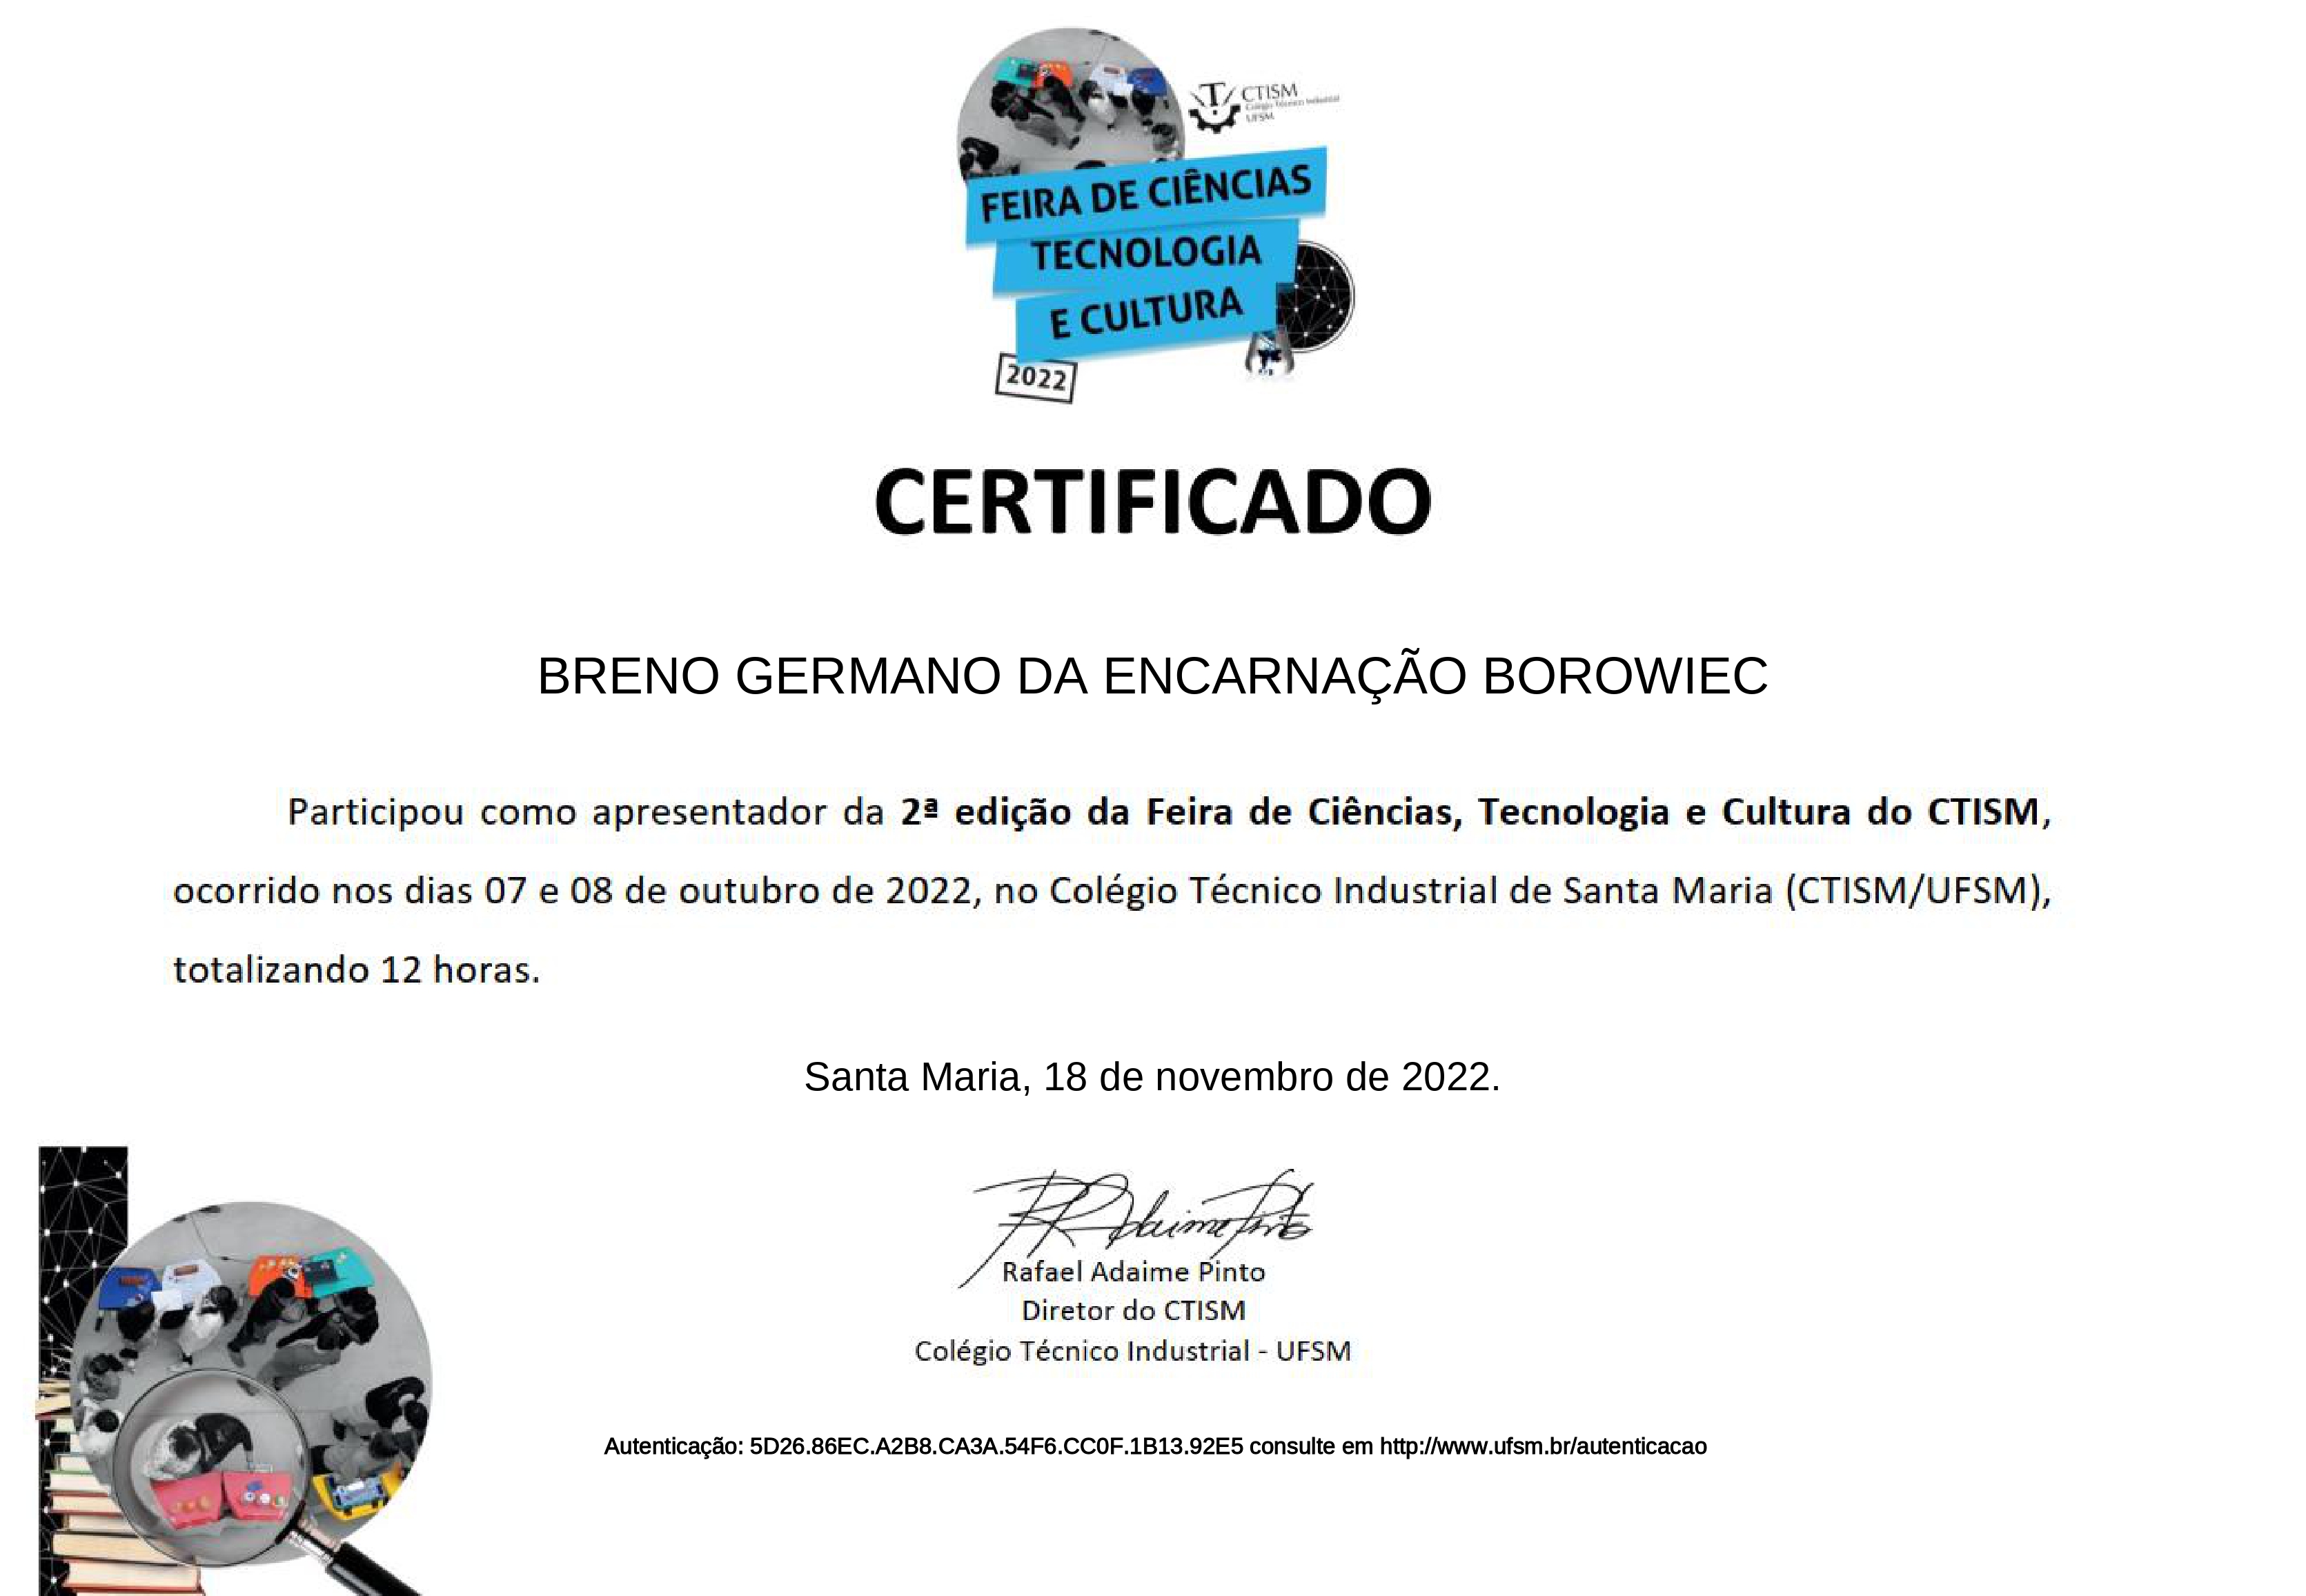 CTISM
Colégio Técnico Industrial
UFSM
FEIRA DE CIÊNCIAS
TECNOLOGIA
E CULTURA
2022
CERTIFICADO
BRENO GERMANO DA ENCARNAÇÃO BOROWIEC
Participou como apresentador da 2ª edição da Feira de Ciências, Tecnologia e Cultura do CTISM,
ocorrido nos dias 07 e 08 de outubro de 2022, no Colégio Técnico Industrial de Santa Maria (CTISM/UFSM),
totalizando 12 horas.
Santa Maria, 18 de novembro de 2022.
R Adaime Pinto
Rafael Adaime Pinto
Diretor do CTISM
Colégio Técnico Industrial - UFSM
Autenticação: 5D26.86EC.A2B8.CA3A.54F6.CC0F.1B13.92E5 consulte em http://www.ufsm.br/autenticacao